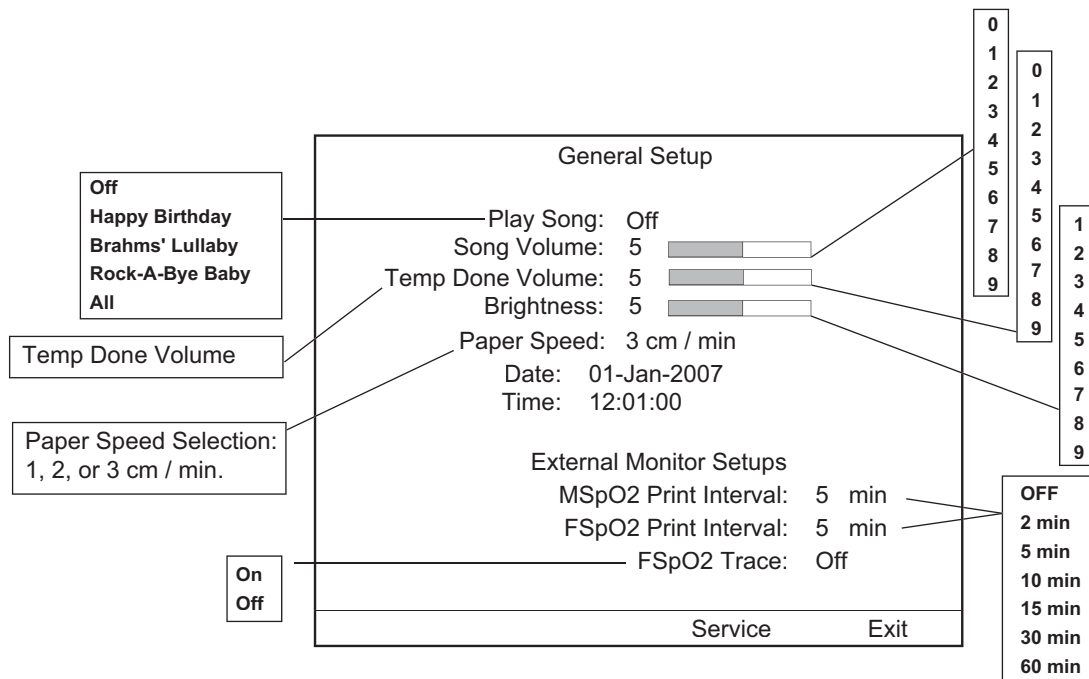 General Setup
Play Song: Off
Song Volume: 5
Temp Done Volume: 5
Brightness: 5
Paper Speed: 3 cm / min
Date: 01-Jan-2007
Time: 12:01:00
External Monitor Setups
MSpO2 Print Interval: 5 min
FSpO2 Print Interval: 5 min
FSpO2 Trace: Off
Service Exit
Off
Happy Birthday
Brahms' Lullaby
Rock-A-Bye Baby
All
Temp Done Volume
Paper Speed Selection:
1, 2, or 3 cm / min.
On
Off
0
1
2
3
4
5
6
7
8
9
0
1
2
3
4
5
6
7
8
9
1
2
3
4
5
6
7
8
9
OFF
2 min
5 min
10 min
15 min
30 min
60 min